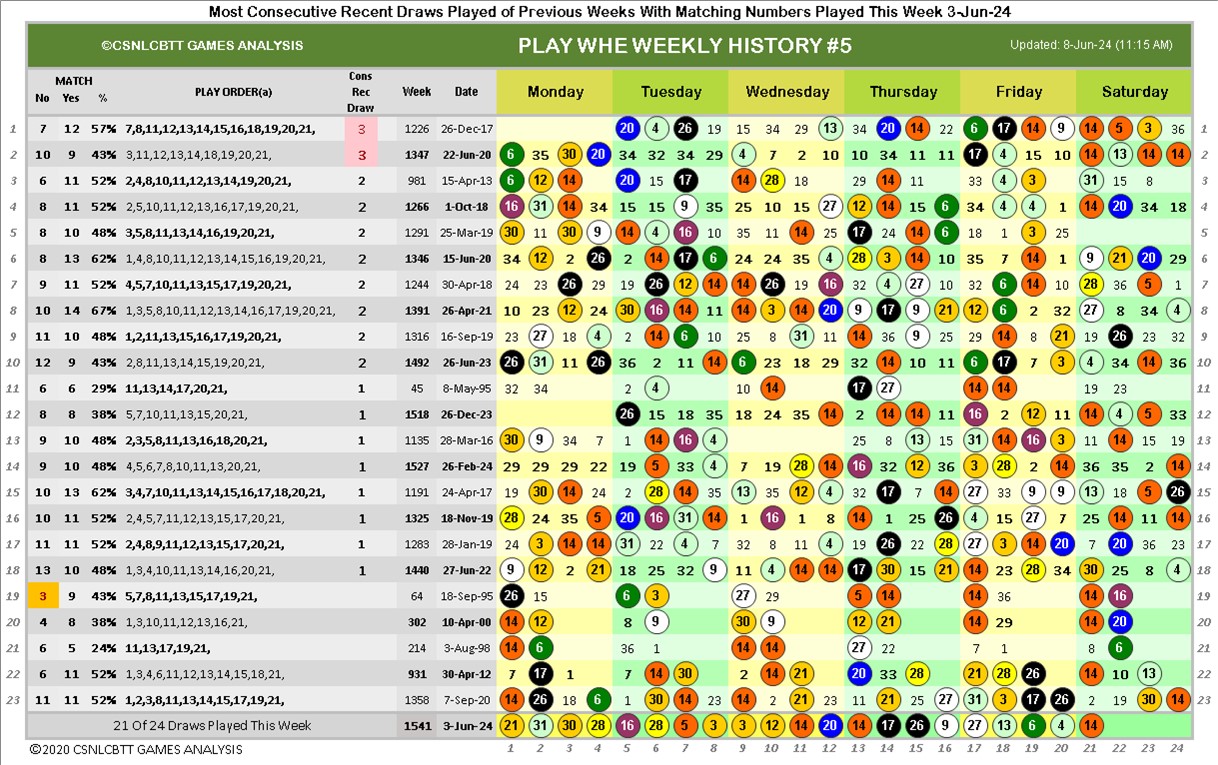 Most Consecutive Recent Draws Played of Previous Weeks With Matching Numbers Played This Week 3-Jun-24
©CSNLCBTT GAMES ANALYSIS PLAY WHE WEEKLY HISTORY #5 Updated: 8-Jun-24 (11:15 AM)
MATCH Cons Rec Draw
No Yes % PLAY ORDER(a) Week Date Monday Tuesday Wednesday Thursday Friday Saturday
1 7 12 57% 7,8,11,12,13,14,15,16,18,19,20,21, 3 1226 26-Dec-17 20 4 26 19 15 34 29 13 34 20 14 22 6 17 14 9 14 5 3 36 1
2 10 9 43% 3,11,12,13,14,18,19,20,21, 3 1347 22-Jun-20 6 35 30 20 34 32 34 29 4 7 2 10 10 34 11 11 17 4 15 10 14 13 14 14 2
3 6 11 52% 2,4,8,10,11,12,13,14,19,20,21, 2 981 15-Apr-13 6 12 14 20 15 17 14 28 18 29 14 11 33 4 3 31 15 8 3
4 8 11 52% 2,5,10,11,12,13,16,17,19,20,21, 2 1266 1-Oct-18 16 31 14 34 15 15 9 35 25 10 15 27 12 14 15 6 34 4 4 1 14 20 34 18 4
5 8 10 48% 3,5,8,11,13,14,16,19,20,21, 2 1291 25-Mar-19 30 11 30 9 14 4 16 10 35 11 14 25 17 24 14 6 18 1 3 25 5
6 8 13 62% 1,4,8,10,11,12,13,14,15,16,19,20,21, 2 1346 15-Jun-20 34 12 2 26 2 14 17 6 24 24 35 4 28 3 14 10 35 7 14 1 9 21 20 29 6
7 9 11 52% 4,5,7,10,11,13,15,17,19,20,21, 2 1244 30-Apr-18 24 23 26 29 19 26 12 14 14 26 19 16 32 4 27 10 32 6 14 10 28 36 5 1 7
8 10 14 67% 1,3,5,8,10,11,12,13,14,16,17,19,20,21, 2 1391 26-Apr-21 10 23 12 24 30 16 14 11 14 3 14 20 9 17 9 21 12 6 2 32 27 8 34 4 8
9 11 10 48% 1,2,11,13,15,16,17,19,20,21, 2 1316 16-Sep-19 23 27 18 4 6 14 6 10 25 8 31 11 14 36 9 25 29 14 8 21 19 26 23 32 9
10 12 9 43% 2,8,11,13,14,15,19,20,21, 2 1492 26-Jun-23 26 31 11 26 36 2 11 14 6 23 18 29 32 14 10 11 6 17 7 3 4 34 14 36 10
11 6 6 29% 11,13,14,17,20,21, 1 45 8-May-95 32 34 2 4 10 14 17 27 14 14 19 23 11
12 8 8 38% 5,7,10,11,13,15,20,21, 1 1518 26-Dec-23 26 15 18 35 18 24 35 14 2 14 14 11 16 2 12 11 14 4 5 33 12
13 9 10 48% 2,3,5,8,11,13,16,18,20,21, 1 1135 28-Mar-16 30 9 34 7 1 14 16 4 25 8 13 15 31 14 16 3 11 14 15 19 13
14 9 10 48% 4,5,6,7,8,10,11,13,20,21, 1 1527 26-Feb-24 29 29 29 22 19 5 33 4 7 19 28 14 16 32 12 36 3 28 2 14 36 35 2 14 14
15 10 13 62% 3,4,7,10,11,13,14,15,16,17,18,20,21, 1 1191 24-Apr-17 19 30 14 24 2 28 14 35 13 35 12 4 32 17 7 14 27 33 9 9 13 18 5 26 15
16 10 11 52% 2,4,5,7,11,12,13,15,17,20,21, 1 1325 18-Nov-19 28 24 35 5 20 16 31 14 1 16 1 8 14 1 25 26 4 15 27 7 25 14 11 14 16
17 11 11 52% 2,4,8,9,11,12,13,15,17,20,21, 1 1283 28-Jan-19 24 3 14 14 31 22 4 7 32 8 11 4 19 26 22 28 27 3 14 20 7 20 36 23 17
18 13 10 48% 1,3,4,10,11,13,14,16,20,21, 1 1440 27-Jun-22 9 12 2 21 18 25 32 9 11 4 14 14 17 30 15 21 14 23 28 34 30 25 8 4 18
19 3 9 43% 5,7,8,11,13,15,17,19,21, 64 18-Sep-95 26 15 6 3 27 29 5 14 14 36 14 16 19
20 4 8 38% 1,3,10,11,12,13,16,21, 302 10-Apr-00 14 12 8 9 30 9 12 21 14 29 14 20 20
21 6 5 24% 11,13,17,19,21, 214 3-Aug-98 14 6 36 1 14 14 27 22 7 1 8 6 21
22 6 11 52% 1,3,4,6,11,12,13,14,15,18,21, 931 30-Apr-12 7 17 1 2 14 30 2 14 21 20 33 28 21 28 26 14 10 13 22
23 11 11 52% 1,2,3,8,11,13,14,15,17,19,21, 1358 7-Sep-20 14 26 18 6 1 30 14 23 14 2 21 23 11 21 25 27 31 3 17 26 2 19 30 14 23
21 Of 24 Draws Played This Week 1541 3-Jun-24 21 31 30 28 16 28 5 3 3 12 14 20 14 17 26 9 27 13 6 4 14
©2020 CSNLCBTT GAMES ANALYSIS 1 2 3 4 5 6 7 8 9 10 11 12 13 14 15 16 17 18 19 20 21 22 23 24